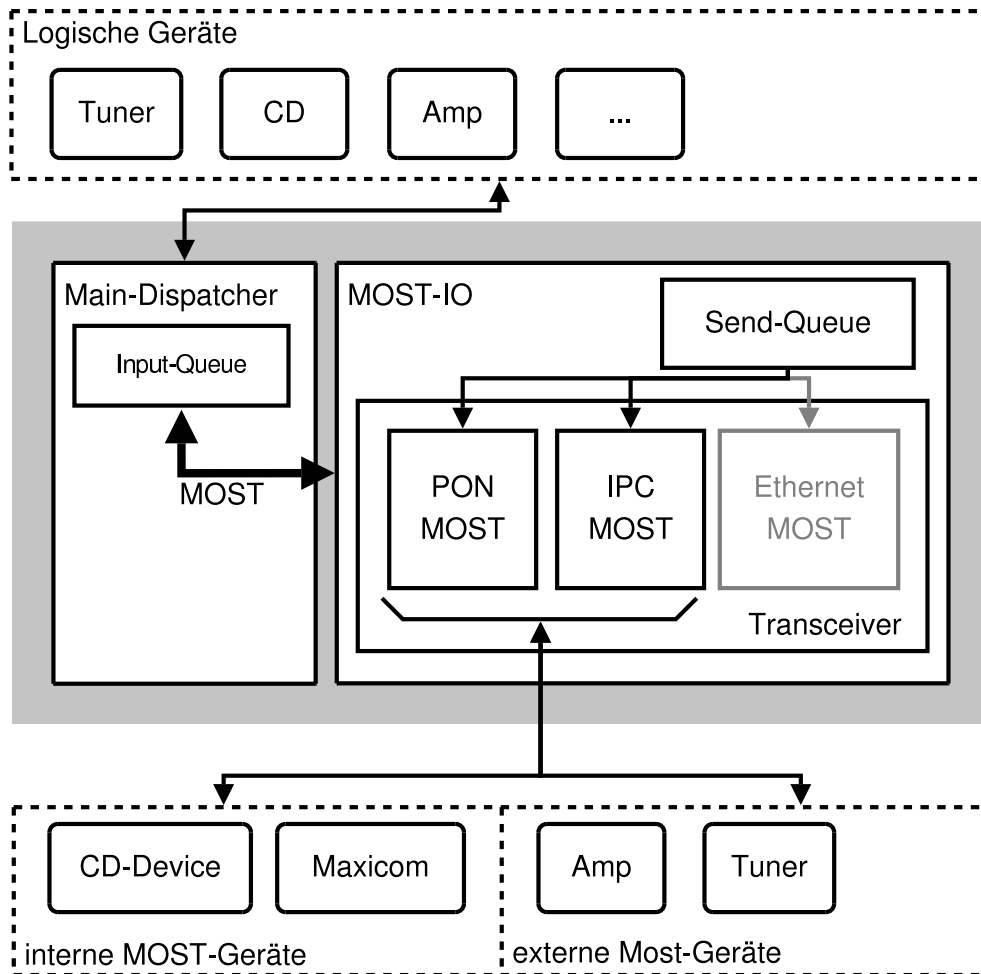 Logische Geräte
Tuner
CD
Amp
...
Main-Dispatcher
Input-Queue
MOST
MOST-IO
Send-Queue
PON
MOST
IPC
MOST
Ethernet
MOST
Transceiver
CD-Device
Maxicom
interne MOST-Geräte
Amp
Tuner
externe Most-Geräte